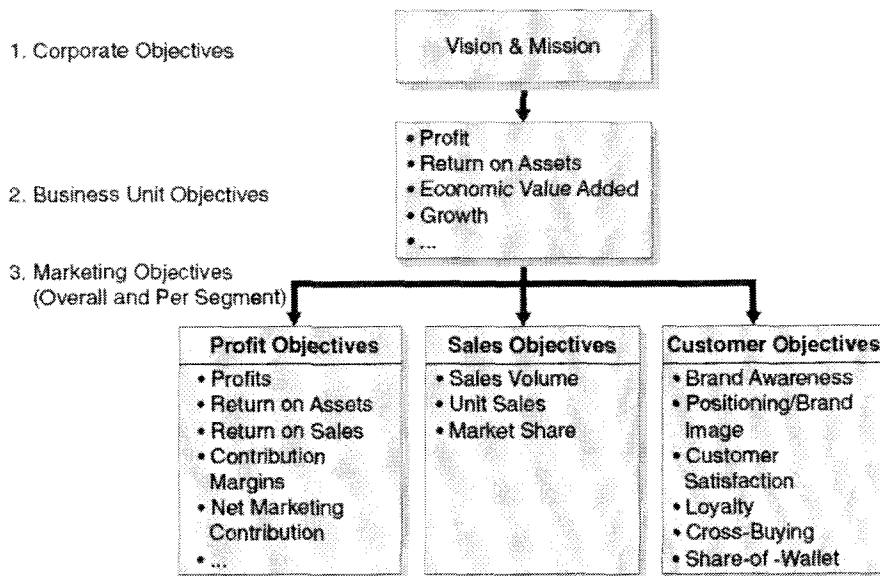 1. Corporate Objectives
Vision & Mission
• Profit
• Return on Assets
• Economic Value Added
• Growth
• ...
2. Business Unit Objectives
3. Marketing Objectives
(Overall and Per Segment)
Profit Objectives
• Profits
• Return on Assets
• Return on Sales
• Contribution
Margins
• Net Marketing
Contribution
• ...
Sales Objectives
• Sales Volume
• Unit Sales
• Market Share
Customer Objectives
• Brand Awareness
• Positioning/Brand
Image
• Customer
Satisfaction
• Loyalty
• Cross-Buying
• Share-of -Wallet